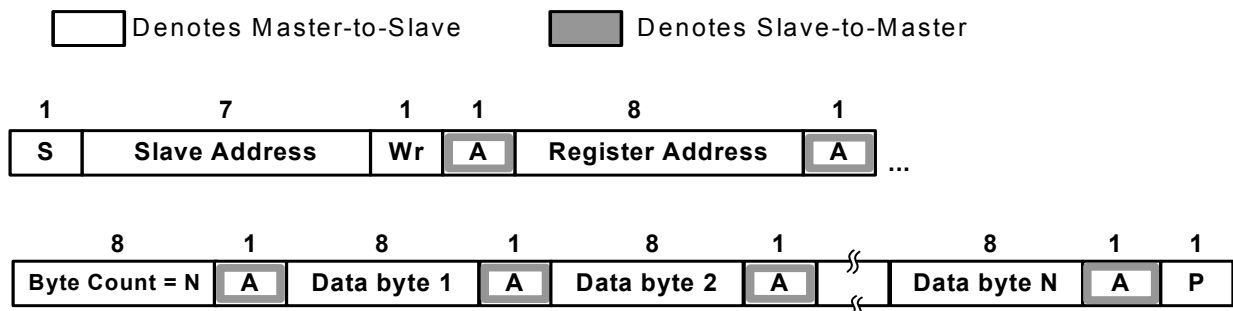 Denotes Master-to-Slave Denotes Slave-to-Master
1 7 1 1 8 1
S Slave Address Wr A Register Address A ...
8 1 8 1 8 1 8 1 1
Byte Count = N A Data byte 1 A Data byte 2 A Data byte N A P